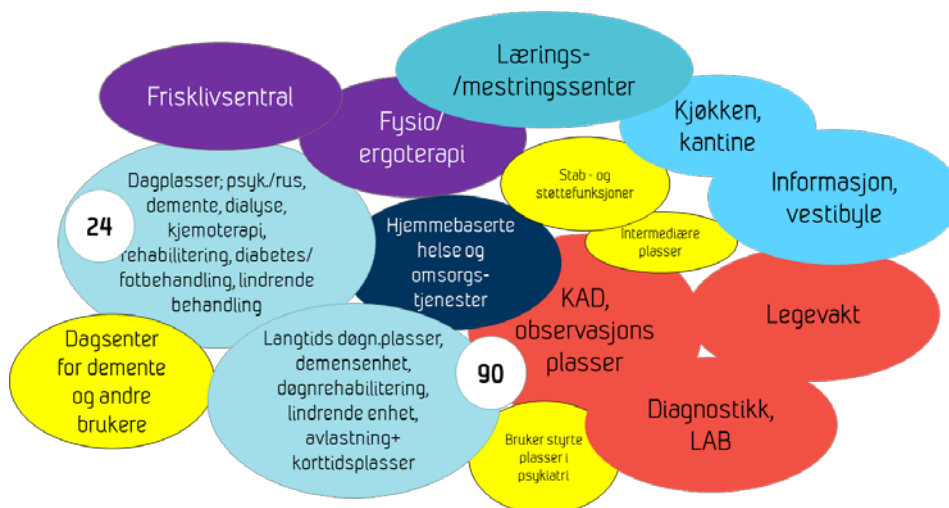 Lærings-
/mestringssenter
Frisklivsentral
Fysio/
ergoterapi
Kjøkken,
kantine
Informasjon,
vestibyle
Stab - og
støttefunksjoner
Intermediære
plasser
24
Dagplasser; psyk./rus,
demente, dialyse,
kjemoterapi,
rehabilitering, diabetes/
fotbehandling, lindrende
behandling
Hjemmebaserte
helse og
omsorgs-
tjenester
KAD,
observasjons
plasser
Legevakt
Dagsenter
for demente
og andre
brukere
Langtids døgn.plasser,
demensenhet,
døgnrehabilitering,
lindrende enhet,
avlastning+
korttidsplasser
90
Diagnostikk,
LAB
Bruker styrte
plasser i
psykiatri